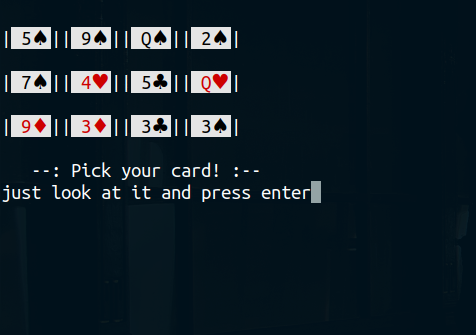 | 5♠ || 9♠ || Q♠ || 2♠ |
| 7♠ || 4♥ || 5♣ || Q♥ |
| 9♦ || 3♦ || 3♣ || 3♠ |
--: Pick your card! :--
just look at it and press enter